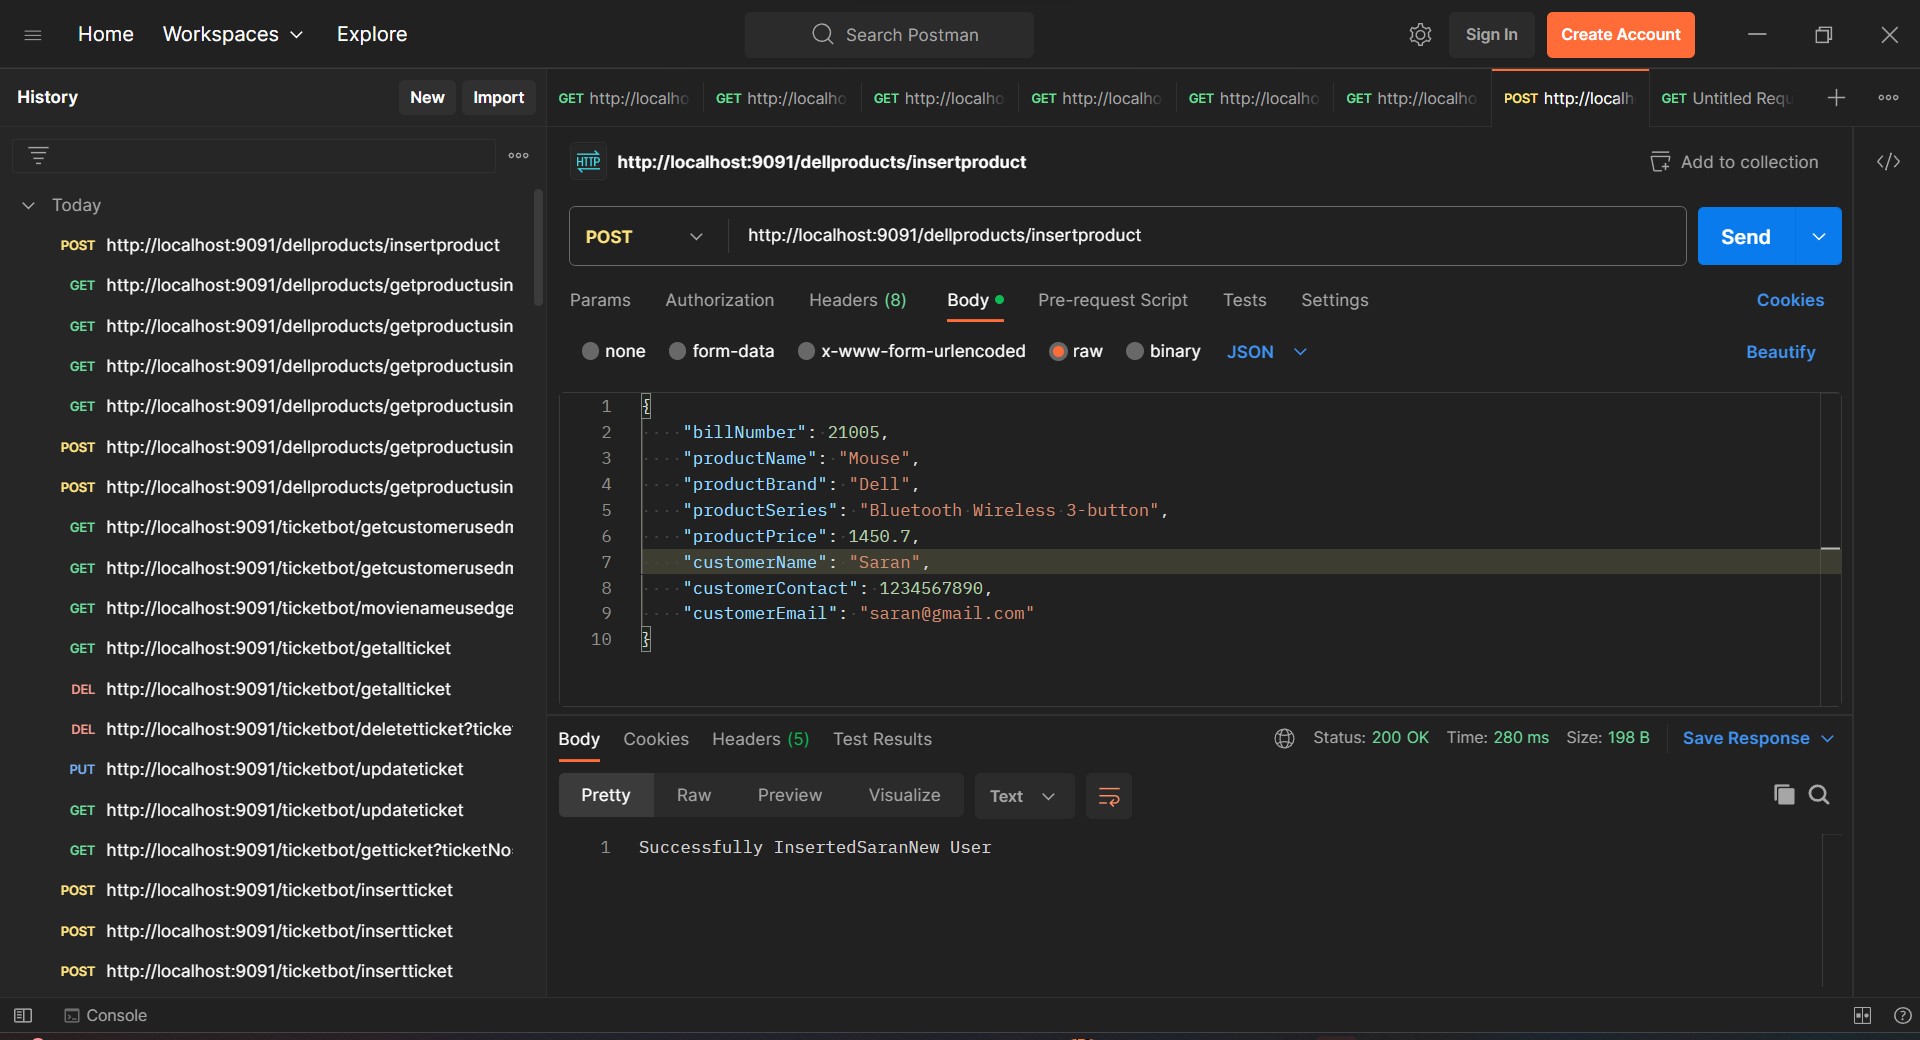 Home Workspaces Explore Search Postman Sign In Create Account
History New Import
GET http://localho GET http://localho GET http://localho GET http://localho GET http://localho GET http://localho POST http://localh GET Untitled Requ
HTTP http://localhost:9091/dellproducts/insertproduct Add to collection </>
Today
POST http://localhost:9091/dellproducts/insertproduct
GET http://localhost:9091/dellproducts/getproductusin
GET http://localhost:9091/dellproducts/getproductusin
GET http://localhost:9091/dellproducts/getproductusin
GET http://localhost:9091/dellproducts/getproductusin
POST http://localhost:9091/dellproducts/getproductusin
POST http://localhost:9091/dellproducts/getproductusin
GET http://localhost:9091/ticketbot/getcustomerusedm
GET http://localhost:9091/ticketbot/getcustomerusedm
GET http://localhost:9091/ticketbot/movienameusedge
GET http://localhost:9091/ticketbot/getallticket
DEL http://localhost:9091/ticketbot/getallticket
DEL http://localhost:9091/ticketbot/deletetticket?ticke
PUT http://localhost:9091/ticketbot/updateticket
GET http://localhost:9091/ticketbot/updateticket
GET http://localhost:9091/ticketbot/getticket?ticketNo
POST http://localhost:9091/ticketbot/insertticket
POST http://localhost:9091/ticketbot/insertticket
POST http://localhost:9091/ticketbot/insertticket
POST http://localhost:9091/dellproducts/insertproduct Send
Params Authorization Headers (8) Body Pre-request Script Tests Settings Cookies
none form-data x-www-form-urlencoded raw binary JSON Beautify
1 {
2 "billNumber": 21005,
3 "productName": "Mouse",
4 "productBrand": "Dell",
5 "productSeries": "Bluetooth Wireless 3-button",
6 "productPrice": 1450.7,
7 "customerName": "Saran",
8 "customerContact": 1234567890,
9 "customerEmail": "saran@gmail.com"
10 }
Body Cookies Headers (5) Test Results Status: 200 OK Time: 280 ms Size: 198 B Save Response
Pretty Raw Preview Visualize Text
1 Successfully InsertedSaranNew User
Console